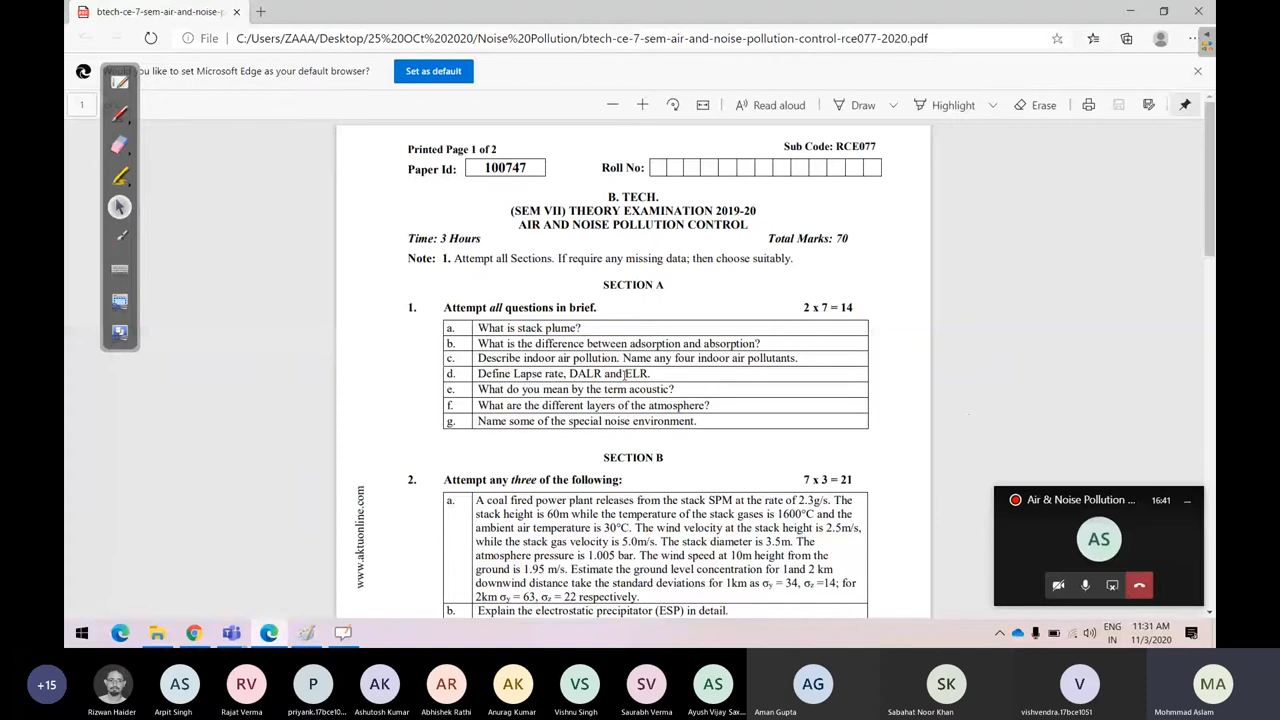 btech-ce-7-sem-air-and-noise-p
File C:/Users/ZAAA/Desktop/25%20OCt%202020/Noise%20Pollution/btech-ce-7-sem-air-and-noise-pollution-control-rce077-2020.pdf
ould you like to set Microsoft Edge as your default browser? Set as default
1 Read aloud Draw Highlight Erase
Printed Page 1 of 2 Sub Code: RCE077
Paper Id: 100747 Roll No:
B. TECH.
(SEM VII) THEORY EXAMINATION 2019-20
AIR AND NOISE POLLUTION CONTROL
Time: 3 Hours Total Marks: 70
Note: 1. Attempt all Sections. If require any missing data; then choose suitably.
SECTION A
1. Attempt all questions in brief. 2 x 7 = 14
a. What is stack plume?
b. What is the difference between adsorption and absorption?
c. Describe indoor air pollution. Name any four indoor air pollutants.
d. Define Lapse rate, DALR and ELR.
e. What do you mean by the term acoustic?
f. What are the different layers of the atmosphere?
g. Name some of the special noise environment.
SECTION B
2. Attempt any three of the following: 7 x 3 = 21
a. A coal fired power plant releases from the stack SPM at the rate of 2.3g/s. The
stack height is 60m while the temperature of the stack gases is 1600°C and the
ambient air temperature is 30°C. The wind velocity at the stack height is 2.5m/s,
while the stack gas velocity is 5.0m/s. The stack diameter is 3.5m. The
atmosphere pressure is 1.005 bar. The wind speed at 10m height from the
ground is 1.95 m/s. Estimate the ground level concentration for 1and 2 km
downwind distance take the standard deviations for 1km as σy = 34, σz =14; for
2km σy = 63, σz = 22 respectively.
b. Explain the electrostatic precipitator (ESP) in detail.
www.aktuonline.com
Air & Noise Pollution ... 16:41
AS
ENG
IN
11:31 AM
11/3/2020
+15 AS RV P AK AR AK VS SV AS AG SK V MA
Rizwan Haider Arpit Singh Rajat Verma priyank.17bce10... Ashutosh Kumar Abhishek Rathi Anurag Kumar Vishnu Singh Saurabh Verma Ayush Vijay Sax... Aman Gupta Sabahat Noor Khan vishvendra.17bce1051 Mohmmad Aslam